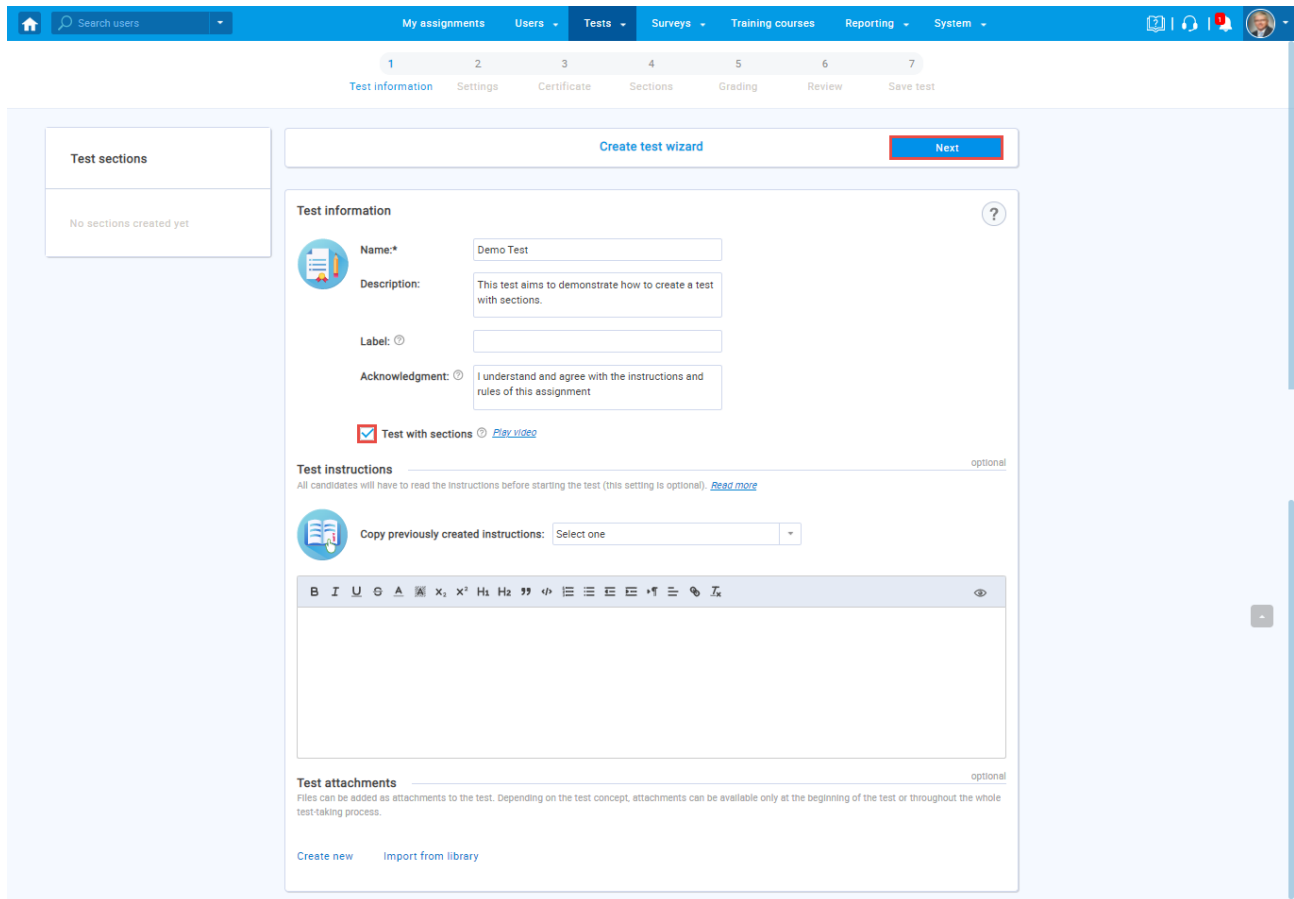 Search users
My assignments Users Tests Surveys Training courses Reporting System
1
1 2 3 4 5 6 7
Test information Settings Certificate Sections Grading Review Save test
Test sections
No sections created yet
Create test wizard
Next
Test information
?
Name:* Demo Test
Description: This test aims to demonstrate how to create a test
with sections.
Label: ?
Acknowledgment: ? I understand and agree with the instructions and
rules of this assignment
Test with sections ? Play video
Test instructions optional
All candidates will have to read the instructions before starting the test (this setting is optional). Read more
Copy previously created instructions: Select one
B I U S A A X₂ X² H1 H2 ” </> ¶ Tx
Test attachments optional
Files can be added as attachments to the test. Depending on the test concept, attachments can be available only at the beginning of the test or throughout the whole
test-taking process.
Create new Import from library